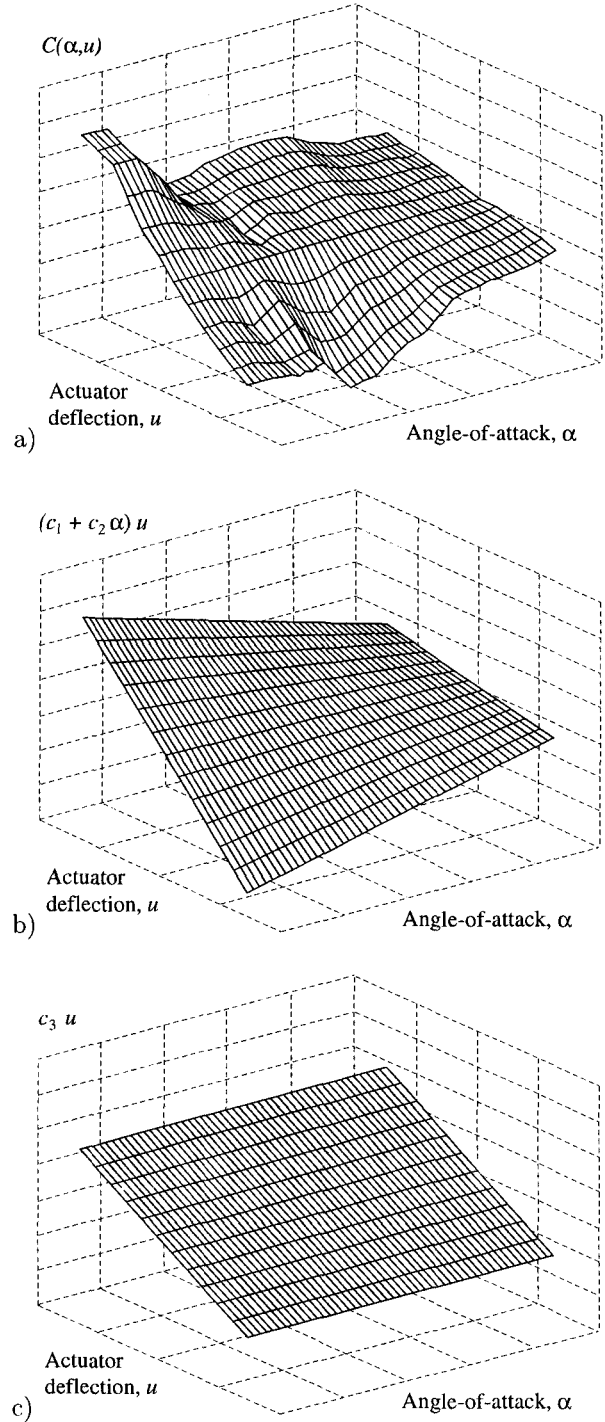 C(α,u)
Actuator
deflection, u
Angle-of-attack, α
a)
(c₁ + c₂ α) u
Actuator
deflection, u
Angle-of-attack, α
b)
c₃ u
Actuator
deflection, u
Angle-of-attack, α
c)